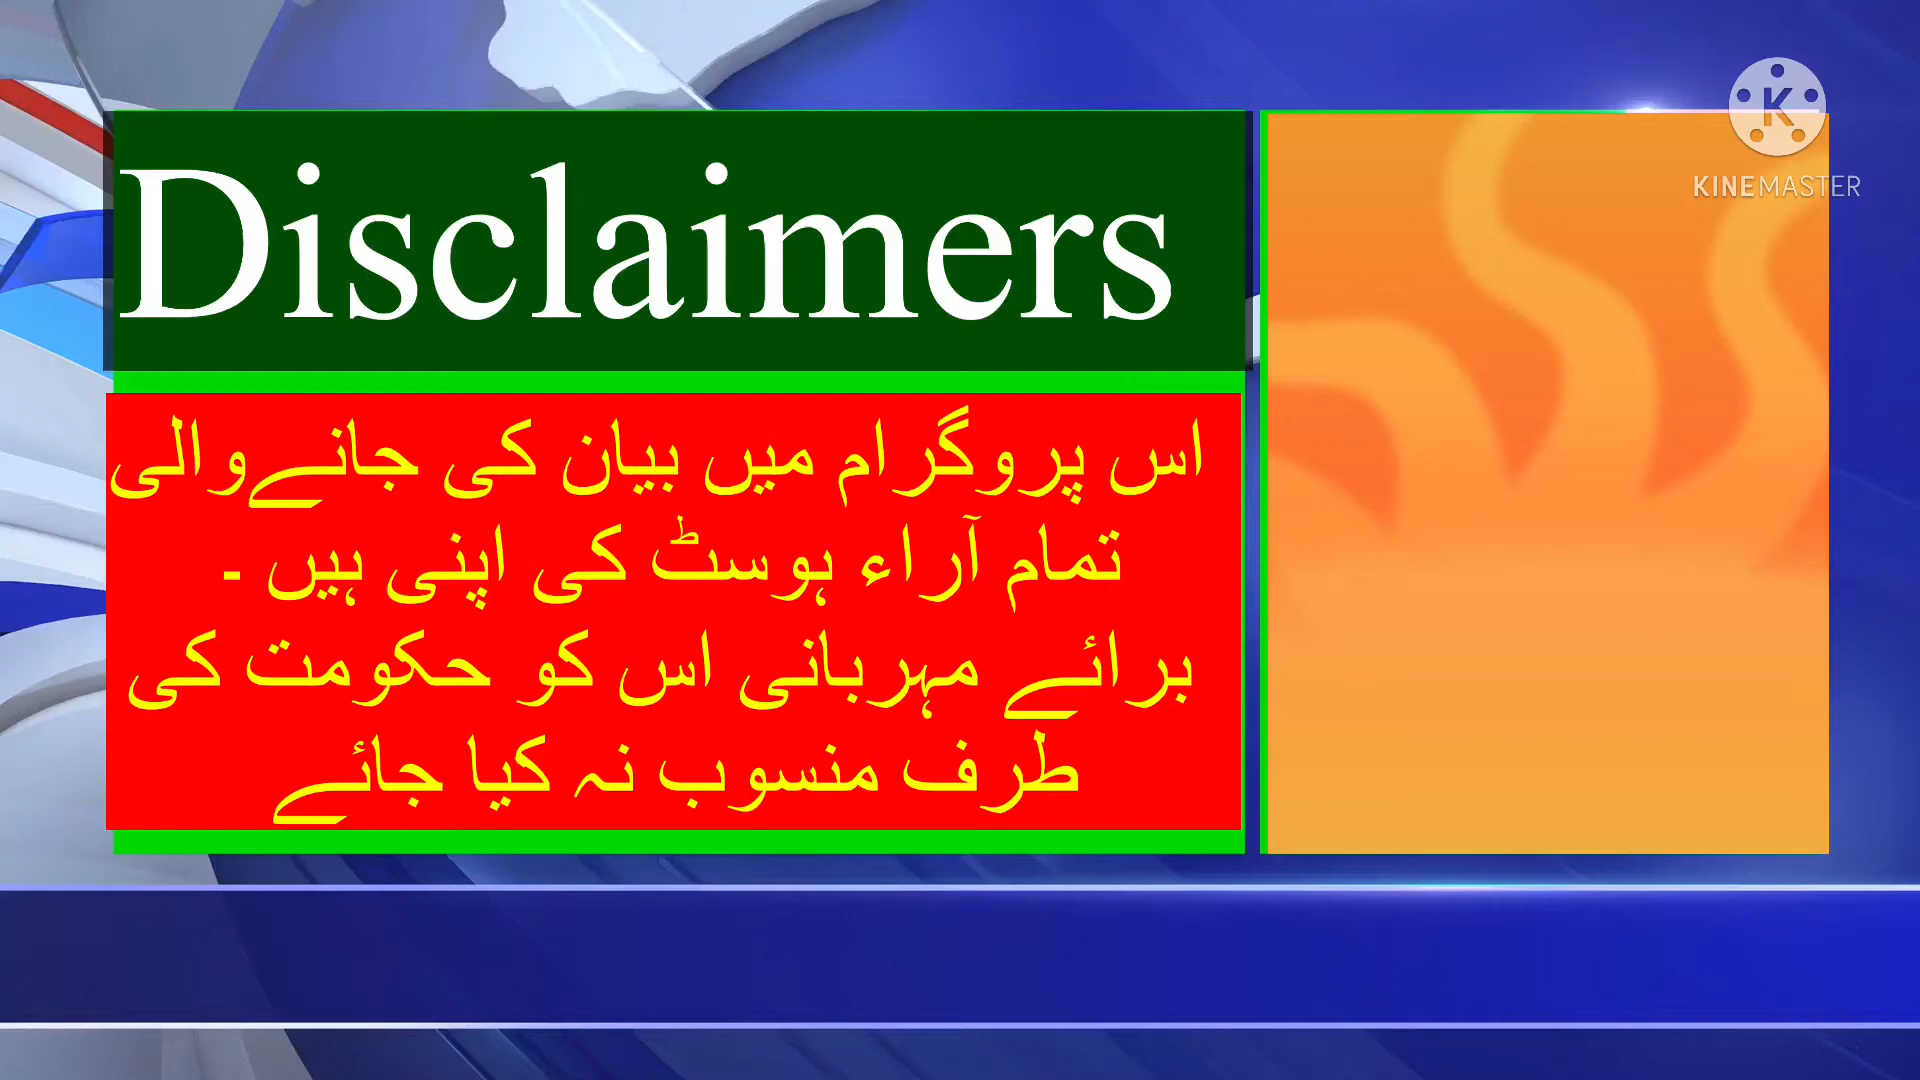 Disclaimers
اس پروگرام میں بیان کی جانےوالی
تمام آراء ہوسٹ کی اپنی ہیں ۔
برائے مہربانی اس کو حکومت کی
طرف منسوب نہ کیا جائے
K
KINEMASTER